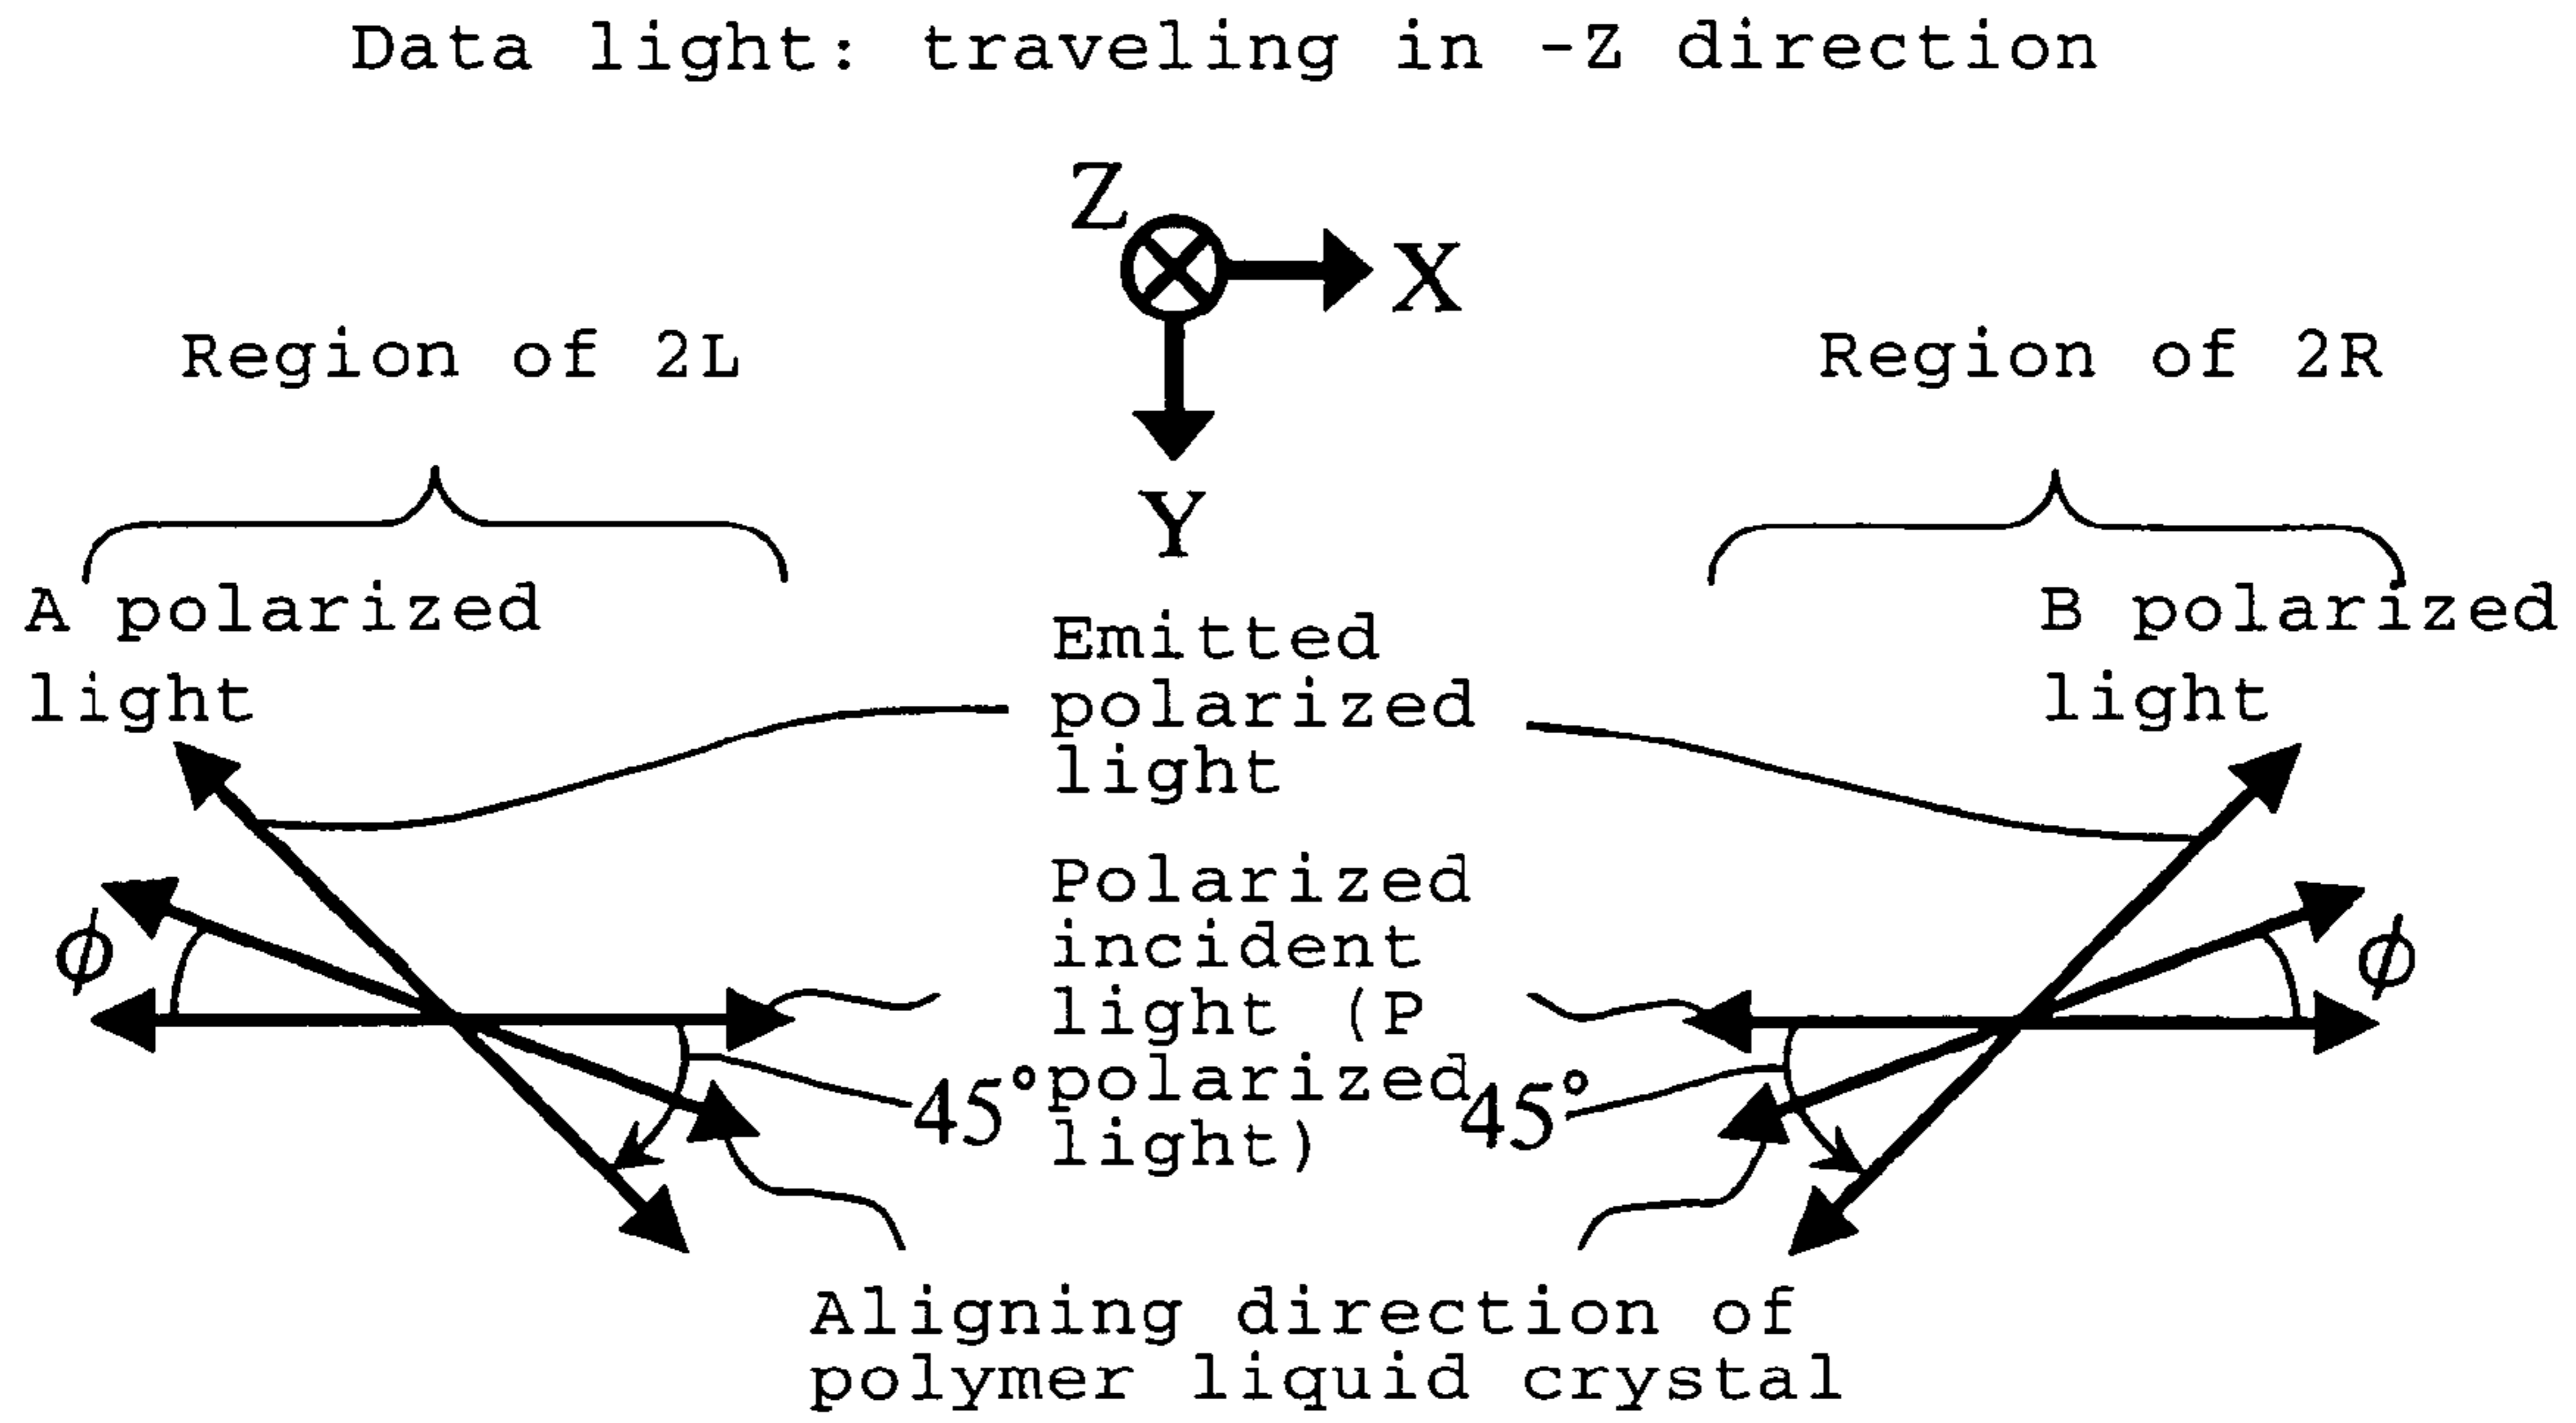 Data light: traveling in -Z direction
Z
X
Y
Region of 2L
Region of 2R
A polarized
light
Emitted
polarized
light
B polarized
light
ϕ
Polarized
incident
light (P
polarized
light)
45°
45°
ϕ
Aligning direction of
polymer liquid crystal